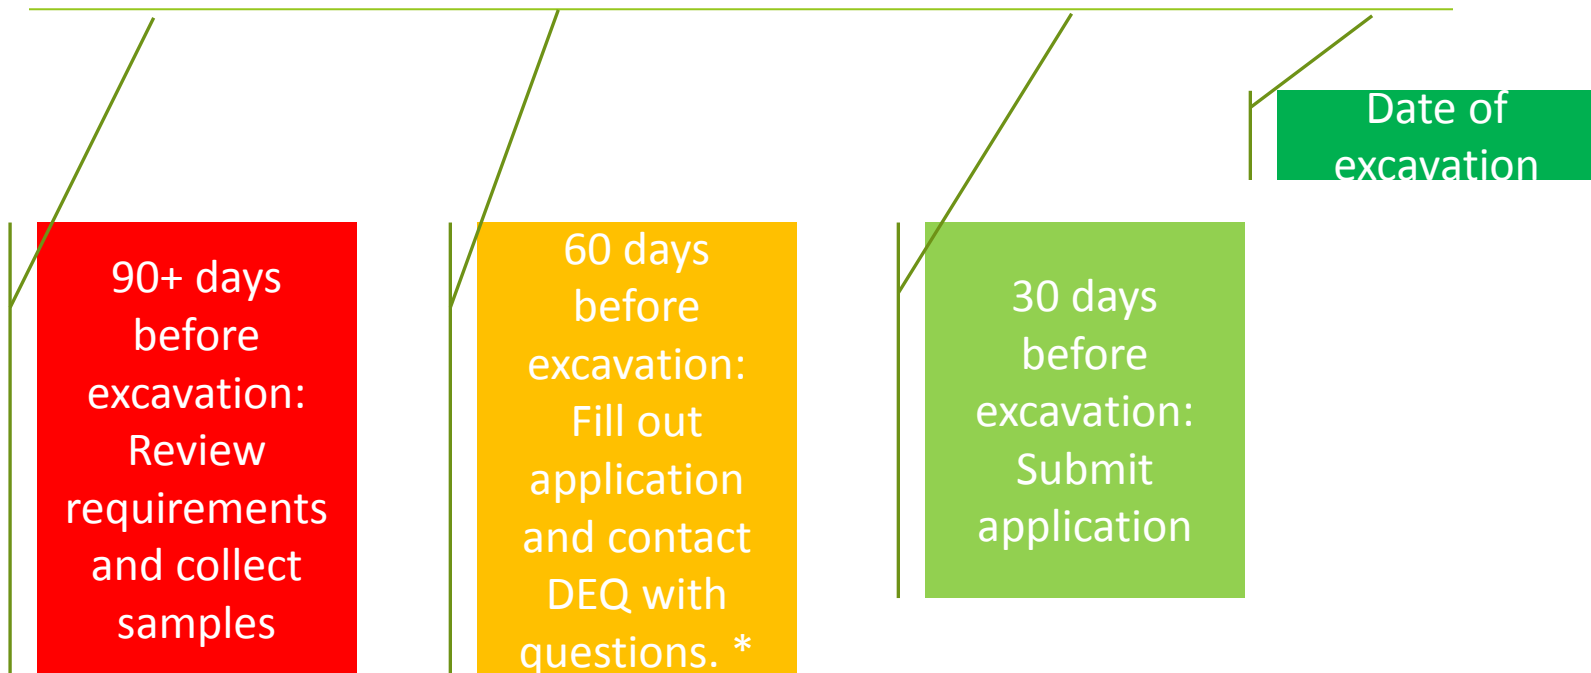 90+ days
before
excavation:
Review
requirements
and collect
samples
60 days
before
excavation:
Fill out
application
and contact
DEQ with
questions. *
30 days
before
excavation:
Submit
application
Date of
excavation